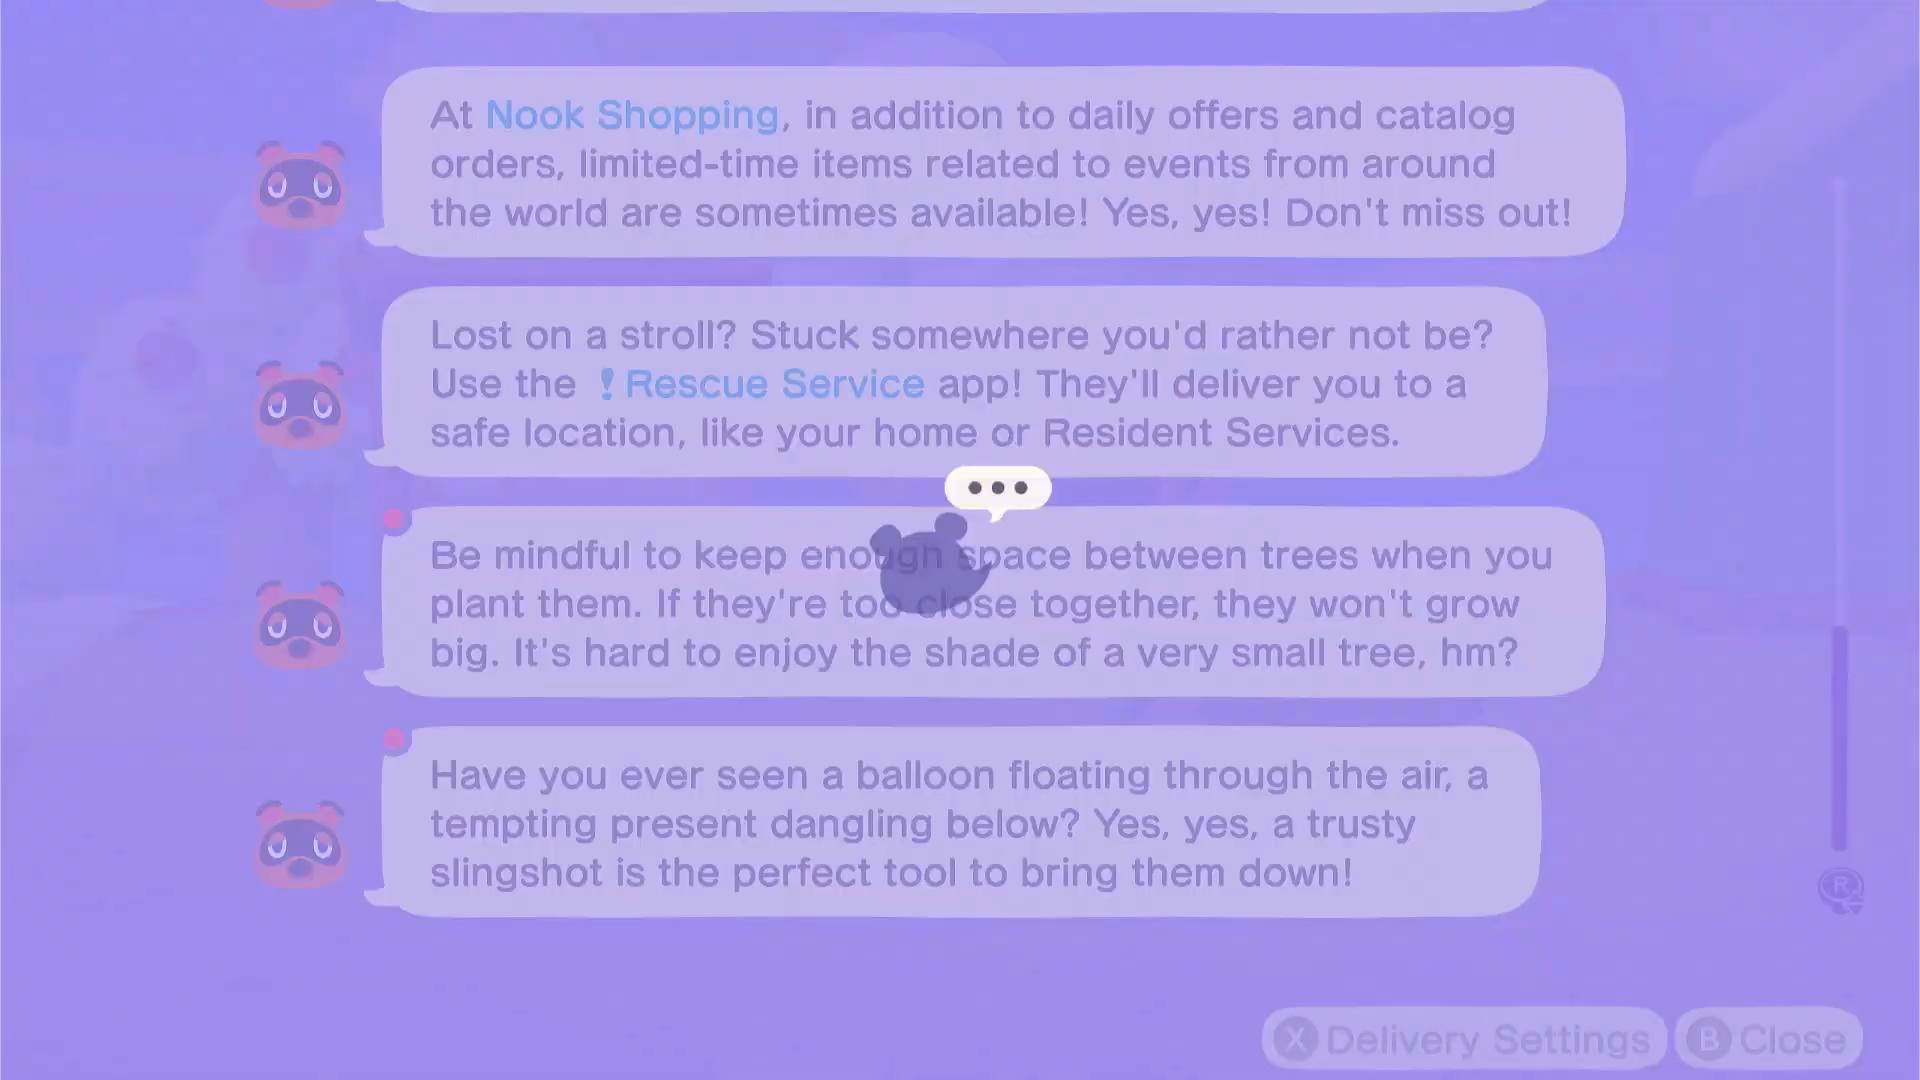 At Nook Shopping, in addition to daily offers and catalog
orders, limited-time items related to events from around
the world are sometimes available! Yes, yes! Don't miss out!
Lost on a stroll? Stuck somewhere you'd rather not be?
Use the ! Rescue Service app! They'll deliver you to a
safe location, like your home or Resident Services.
Be mindful to keep enough space between trees when you
plant them. If they're too close together, they won't grow
big. It's hard to enjoy the shade of a very small tree, hm?
Have you ever seen a balloon floating through the air, a
tempting present dangling below? Yes, yes, a trusty
slingshot is the perfect tool to bring them down!
R
X Delivery Settings
B Close